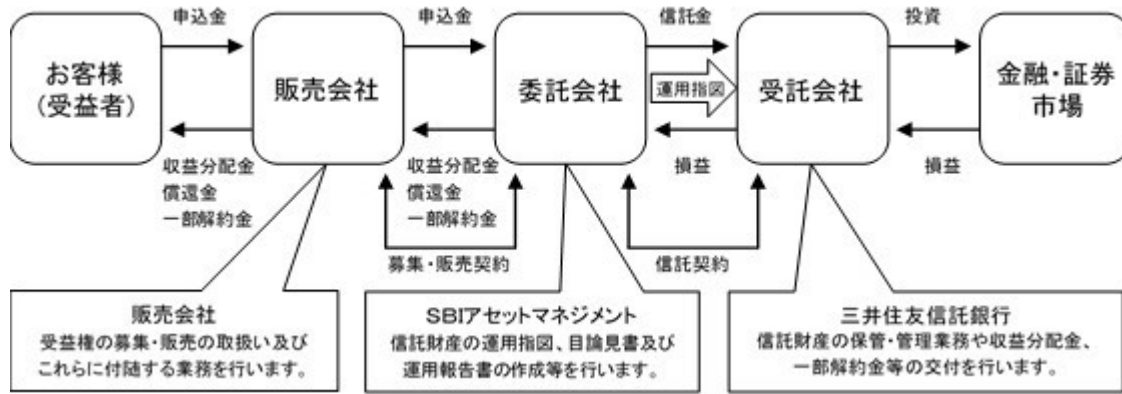 申込金
申込金
信託金
投資
お客様
(受益者)
販売会社
委託会社
運用指図
受託会社
金融・証券
市場
収益分配金
償還金
一部解約金
収益分配金
償還金
一部解約金
損益
損益
募集・販売契約
信託契約
販売会社
受益権の募集・販売の取扱い及び
これらに付随する業務を行います。
SBIアセットマネジメント
信託財産の運用指図、目論見書及び
運用報告書の作成等を行います。
三井住友信託銀行
信託財産の保管・管理業務や収益分配金、
一部解約金等の交付を行います。